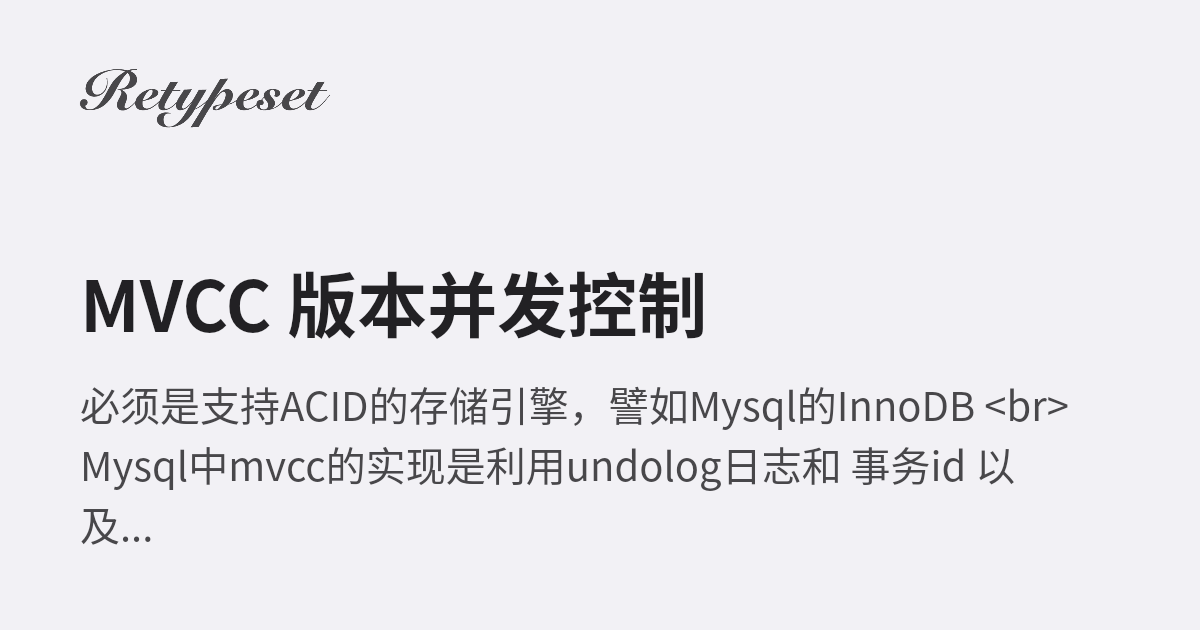 Retypeset
MVCC 版本并发控制
必须是支持ACID的存储引擎，譬如Mysql的InnoDB <br>
Mysql中mvcc的实现是利用undolog日志和 事务id 以
及...